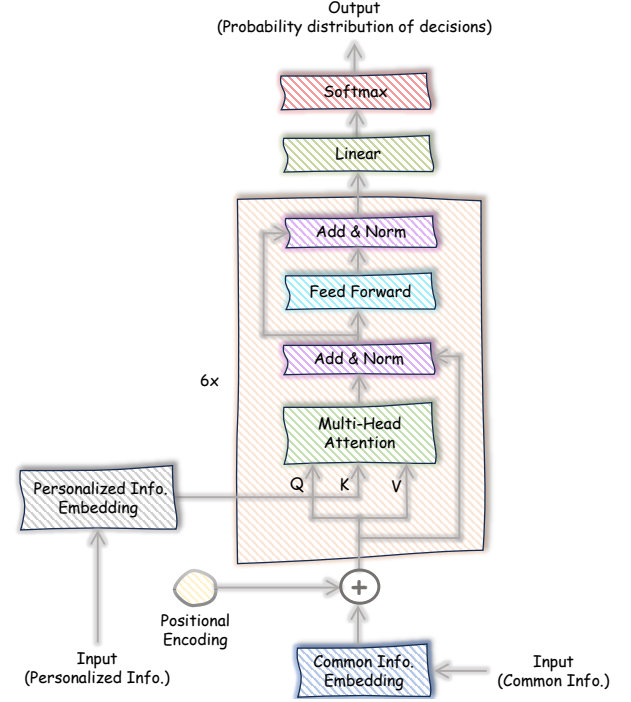 Output
(Probability distribution of decisions)
Softmax
Linear
Add & Norm
Feed Forward
Add & Norm
6x
Multi-Head
Attention
Q
K
V
Personalized Info.
Embedding
+
Positional
Encoding
Input
(Personalized Info.)
Common Info.
Embedding
Input
(Common Info.)